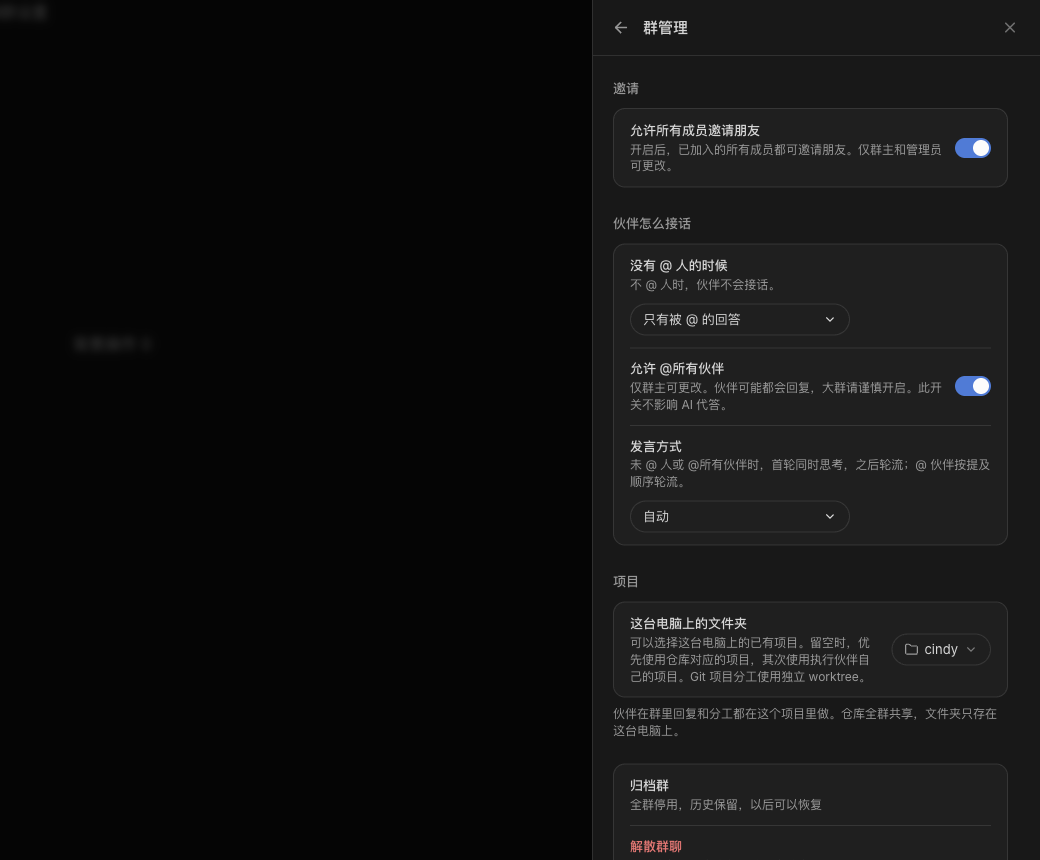 群管理
邀请
允许所有成员邀请朋友
开启后，已加入的所有成员都可邀请朋友。仅群主和管理员
可更改。
伙伴怎么接话
没有 @ 人的时候
不 @ 人时，伙伴不会接话。
只有被 @ 的回答
允许 @所有伙伴
仅群主可更改。伙伴可能都会回复，大群请谨慎开启。此开
关不影响 AI 代答。
发言方式
未 @ 人或 @所有伙伴时，首轮同时思考，之后轮流；@ 伙伴按提及
顺序轮流。
自动
项目
这台电脑上的文件夹
可以选择这台电脑上的已有项目。留空时，优
先使用仓库对应的项目，其次使用执行伙伴自
己的项目。Git 项目分工使用独立 worktree。
cindy
伙伴在群里回复和分工都在这个项目里做。仓库全群共享，文件夹只存在
这台电脑上。
归档群
全群停用，历史保留，以后可以恢复
解散群聊